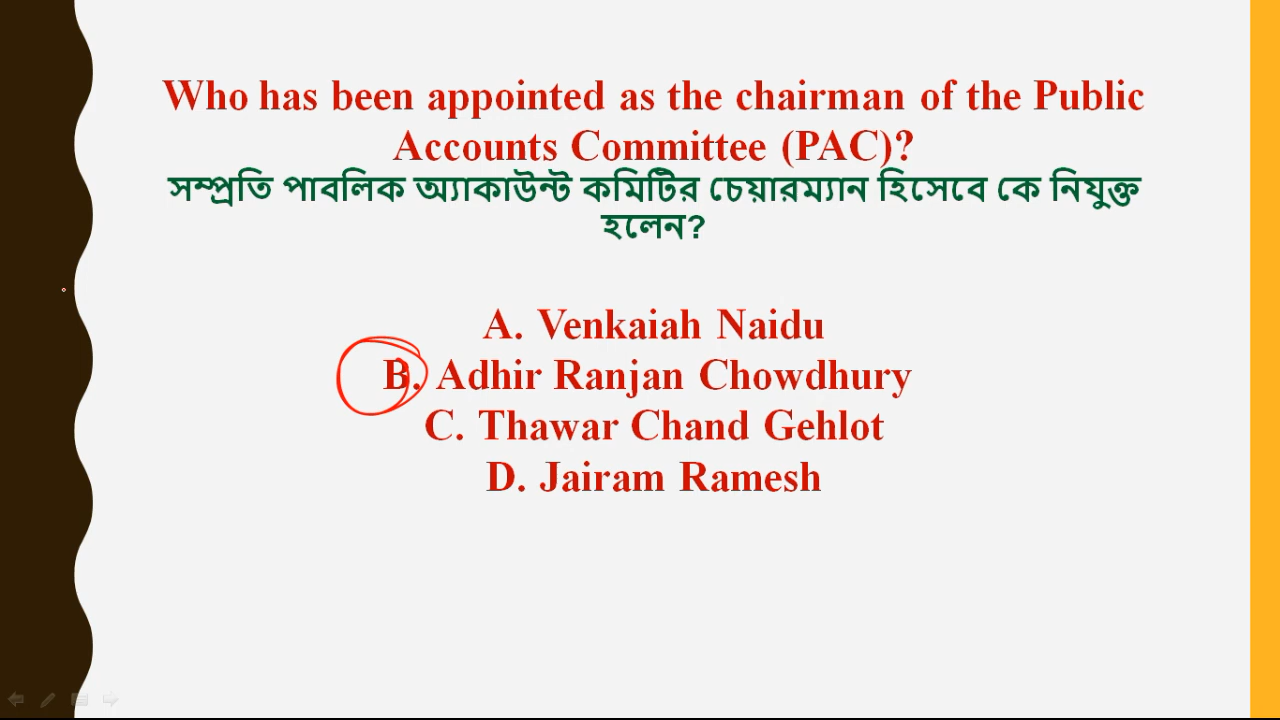 Who has been appointed as the chairman of the Public
Accounts Committee (PAC)?
সম্প্রতি পাবলিক অ্যাকাউন্ট কমিটির চেয়ারম্যান হিসেবে কে নিযুক্ত
হলেন?
A. Venkaiah Naidu
B. Adhir Ranjan Chowdhury
C. Thawar Chand Gehlot
D. Jairam Ramesh